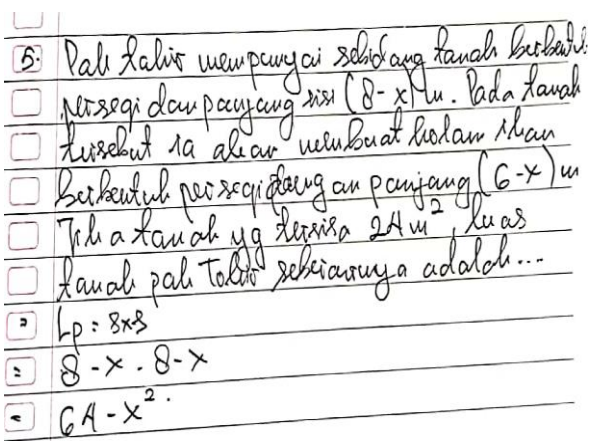 5. Pak Tahir mempunyai sebidang tanah berbentuk
persegi dan panjang sisi (8-x)m. Pada tanah
tersebut ia akan membuat kolam ikan
berbentuk persegi dengan panjang (6-x) m
Jika tanah yg tersisa 24 m², luas
tanah pak Tohir sebenarnya adalah...
= Lp : s×s
= 8-x . 8-x
= 64-x².